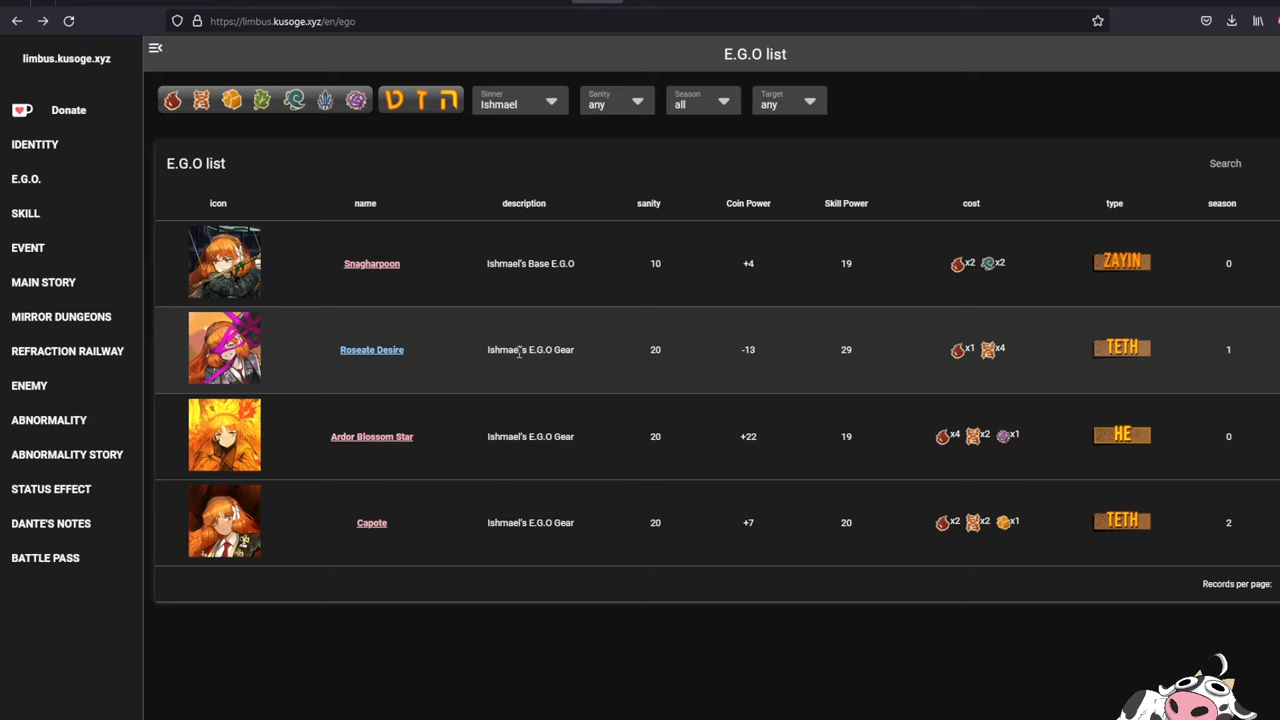 https://limbus.kusoge.xyz/en/ego
limbus.kusoge.xyz
Donate
IDENTITY
E.G.O.
SKILL
EVENT
MAIN STORY
MIRROR DUNGEONS
REFRACTION RAILWAY
ENEMY
ABNORMALITY
ABNORMALITY STORY
STATUS EFFECT
DANTE'S NOTES
BATTLE PASS
E.G.O list
ט ז ה
Sinner
Ishmael
Sanity
any
Season
all
Target
any
E.G.O list
Search
icon name description sanity Coin Power Skill Power cost type season
Snagharpoon Ishmael's Base E.G.O 10 +4 19 x2 x2 ZAYIN 0
Roseate Desire Ishmael's E.G.O Gear 20 -13 29 x1 x4 TETH 1
Ardor Blossom Star Ishmael's E.G.O Gear 20 +22 19 x4 x2 x1 HE 0
Capote Ishmael's E.G.O Gear 20 +7 20 x2 x2 x1 TETH 2
Records per page: